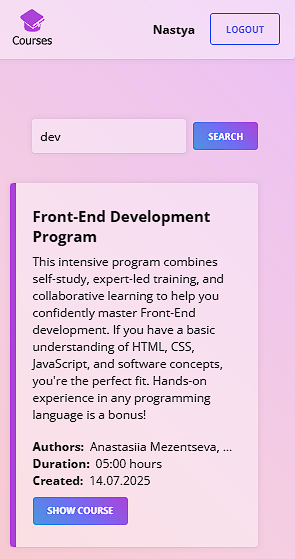 Courses
Nastya
LOGOUT
dev
SEARCH
Front-End Development
Program
This intensive program combines
self-study, expert-led training, and
collaborative learning to help you
confidently master Front-End
development. If you have a basic
understanding of HTML, CSS,
JavaScript, and software concepts,
you're the perfect fit. Hands-on
experience in any programming
language is a bonus!
Authors: Anastasiia Mezentseva, ...
Duration: 05:00 hours
Created: 14.07.2025
SHOW COURSE